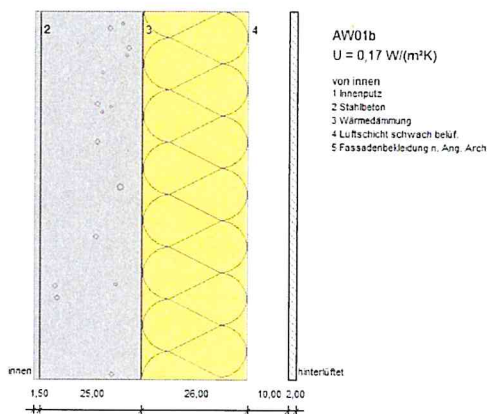 2
3
4
AW01b
U = 0,17 W/(m²K)
von innen
1 Innenputz
2 Stahlbeton
3 Wärmedämmung
4 Luftschicht schwach belüf.
5 Fassadenbekleidung n. Ang. Arch
innen
hinterlüftet
1,50 25,00 26,00 10,00 2,00